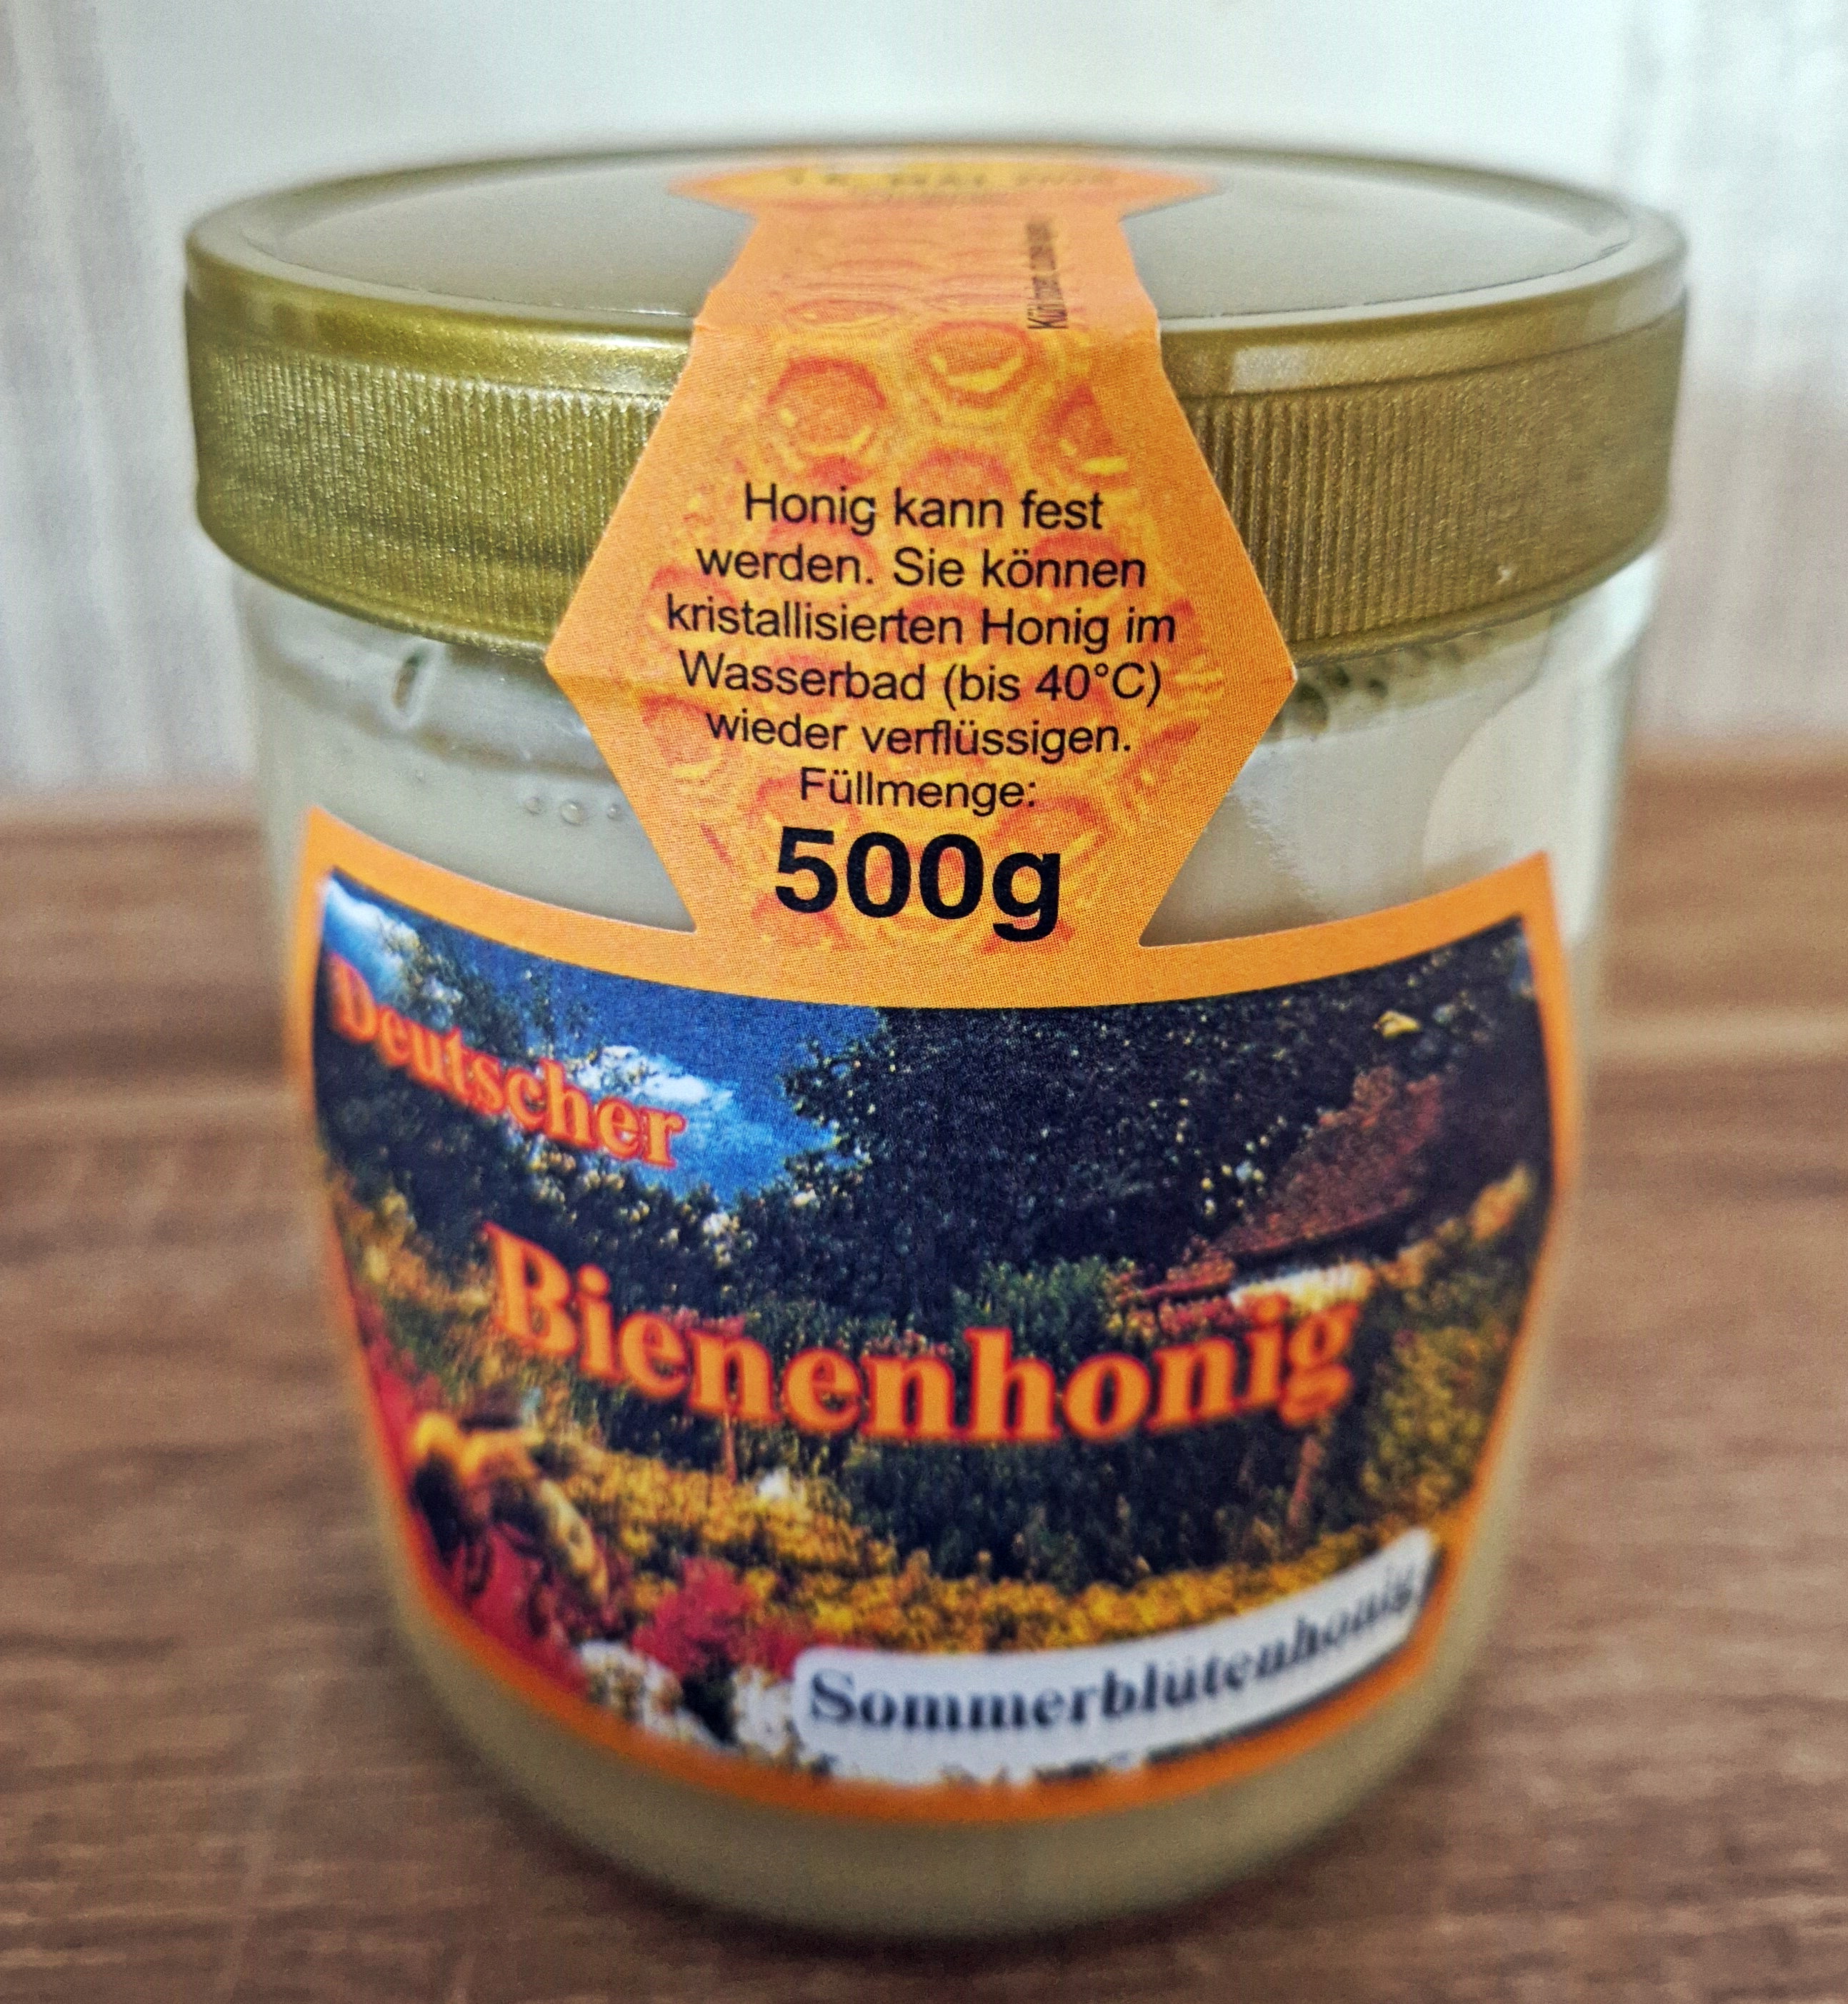 Honig kann fest
werden. Sie können
kristallisierten Honig im
Wasserbad (bis 40°C)
wieder verflüssigen.
Füllmenge:
500g
Deutscher
Bienenhonig
Sommerblütenhonig